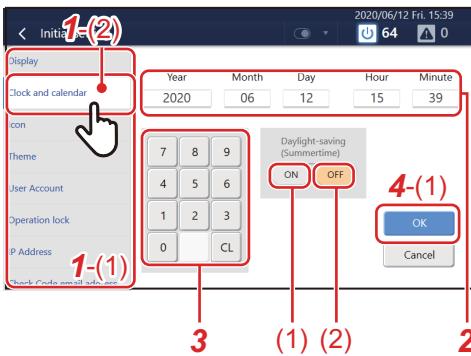 2020/06/12 Fri. 15:39
1-(2)
64
0
Display
Clock and calendar
Year Month Day Hour Minute
2020 06 12 15 39
Icon
Theme
User Account
Operation lock
IP Address
Check Code email address
1-(1)
7 8 9
4 5 6
1 2 3
0 CL
Daylight-saving
(Summertime)
ON OFF
4-(1)
OK
Cancel
3
(1) (2)
2